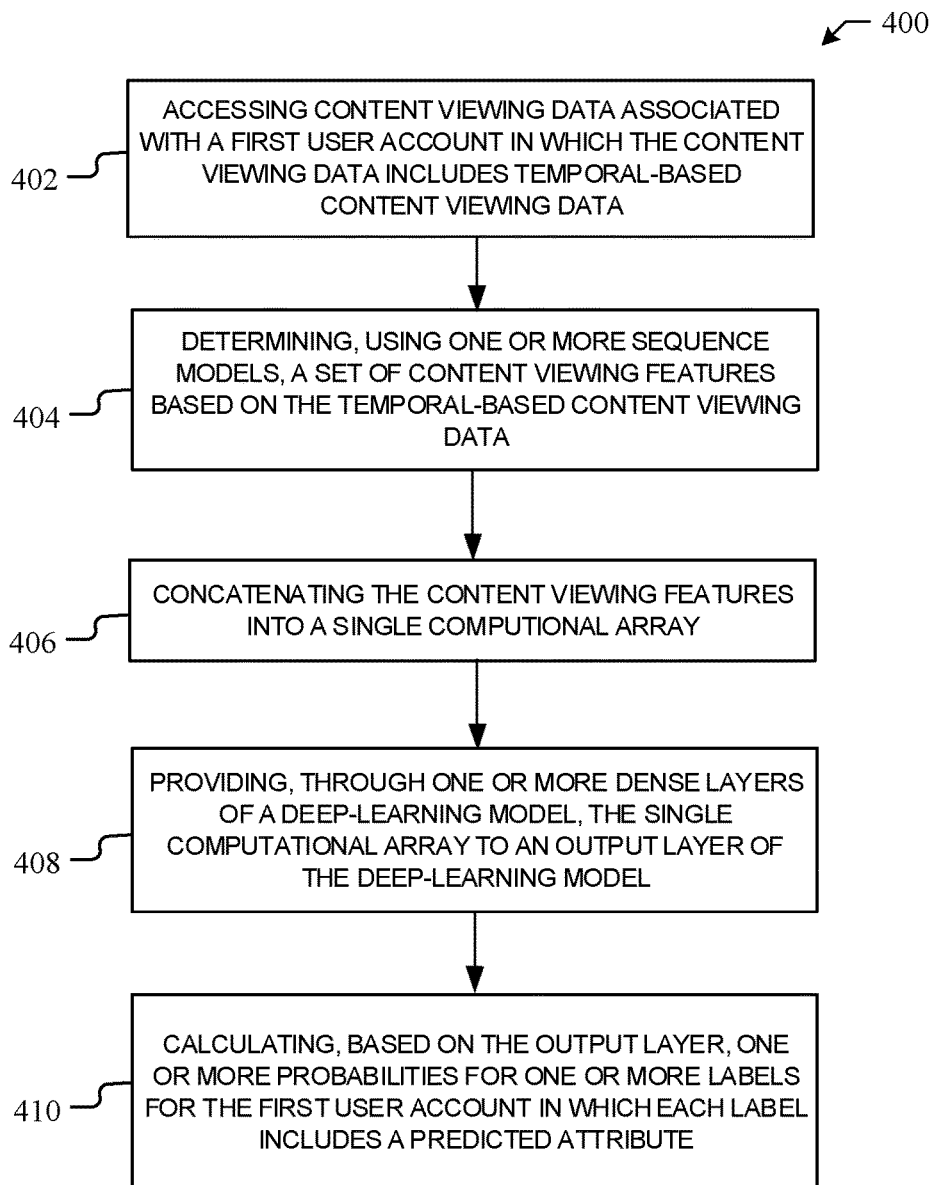 400
ACCESSING CONTENT VIEWING DATA ASSOCIATED
WITH A FIRST USER ACCOUNT IN WHICH THE CONTENT
VIEWING DATA INCLUDES TEMPORAL-BASED
CONTENT VIEWING DATA
402
DETERMINING, USING ONE OR MORE SEQUENCE
MODELS, A SET OF CONTENT VIEWING FEATURES
BASED ON THE TEMPORAL-BASED CONTENT VIEWING
DATA
404
CONCATENATING THE CONTENT VIEWING FEATURES
INTO A SINGLE COMPUTIONAL ARRAY
406
PROVIDING, THROUGH ONE OR MORE DENSE LAYERS
OF A DEEP-LEARNING MODEL, THE SINGLE
COMPUTATIONAL ARRAY TO AN OUTPUT LAYER OF
THE DEEP-LEARNING MODEL
408
CALCULATING, BASED ON THE OUTPUT LAYER, ONE
OR MORE PROBABILITIES FOR ONE OR MORE LABELS
FOR THE FIRST USER ACCOUNT IN WHICH EACH LABEL
INCLUDES A PREDICTED ATTRIBUTE
410